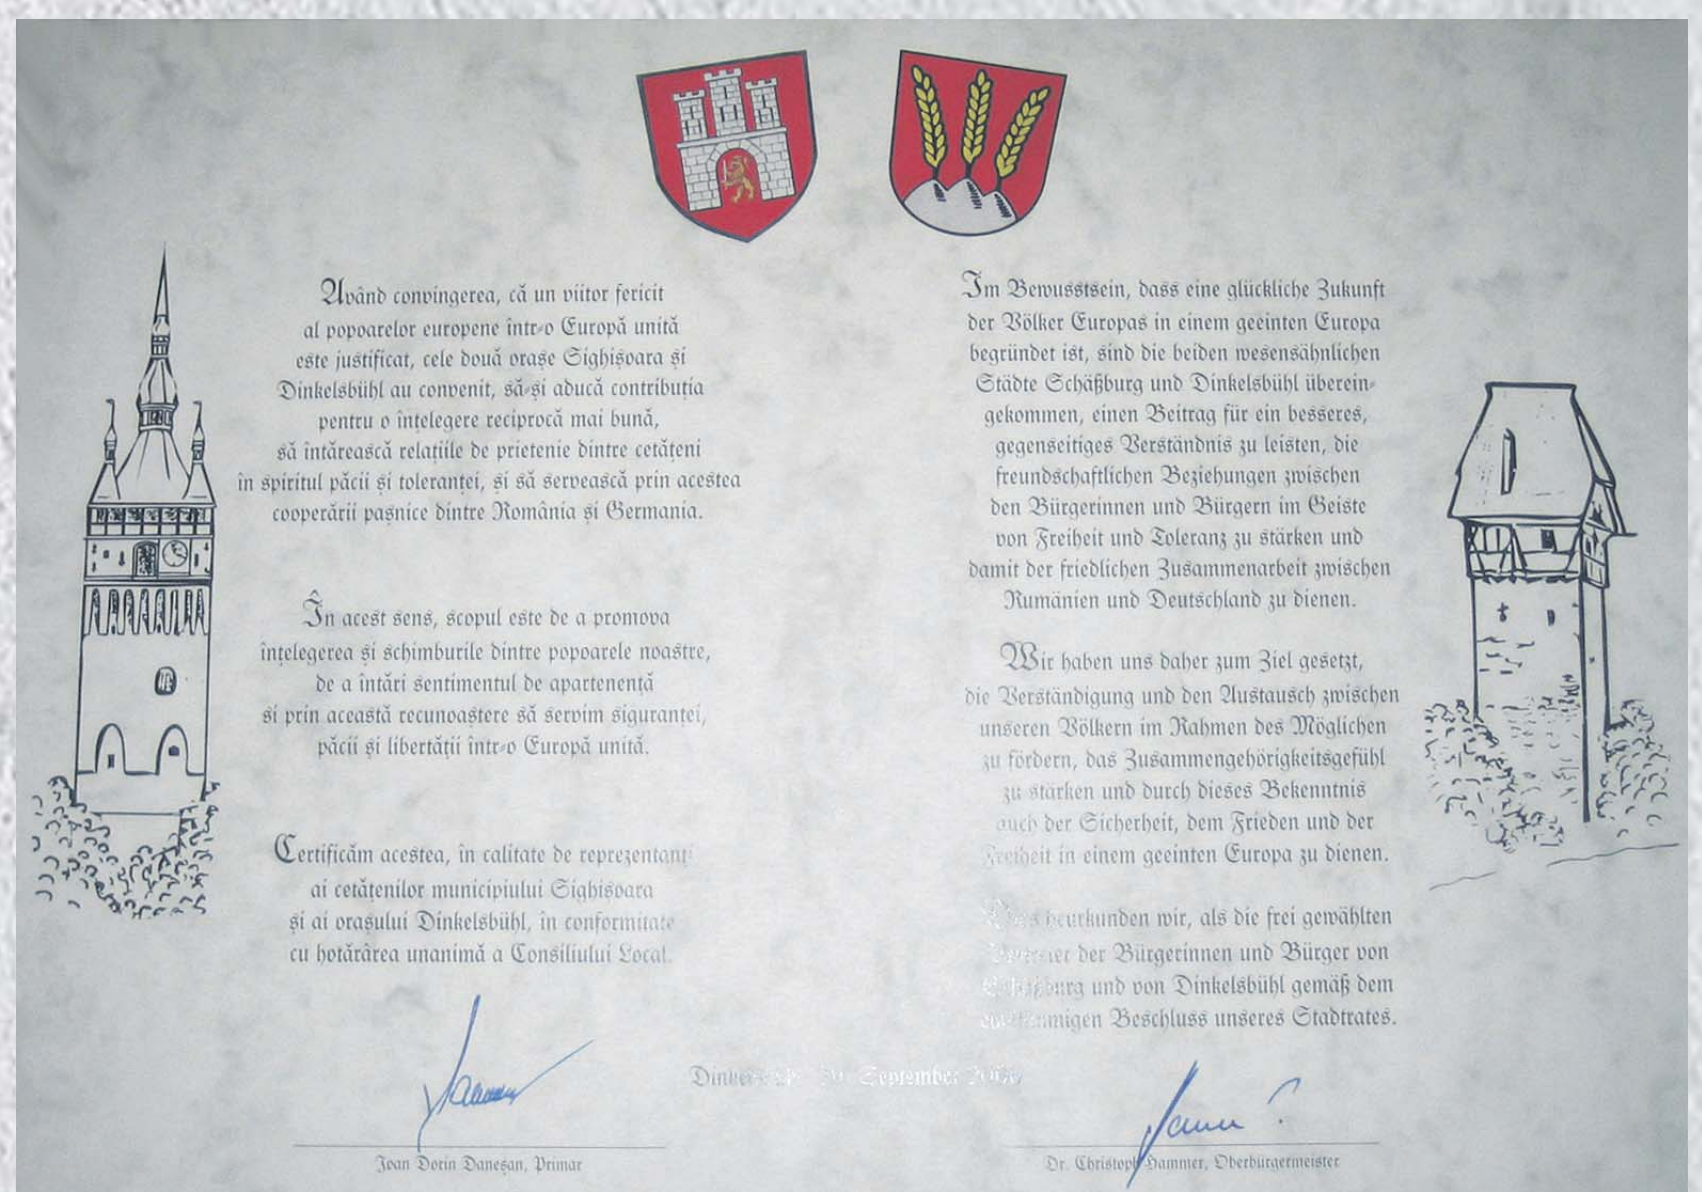 Având convingerea, că un viitor fericit
al popoarelor europene într-o Europă unită
este justificat, cele două orașe Sighișoara și
Dinkelsbühl au convenit, să-și aducă contribuția
pentru o înțelegere reciprocă mai bună,
să întărească relațiile de prietenie dintre cetățeni
în spiritul păcii și toleranței, și să servească prin acestea
cooperării pașnice dintre România și Germania.
În acest sens, scopul este de a promova
înțelegerea și schimburile dintre popoarele noastre,
de a întări sentimentul de apartenență
și prin această recunoaștere să servim siguranței,
păcii și libertății într-o Europă unită.
Certificăm acestea, în calitate de reprezentanți
ai cetățenilor municipiului Sighișoara
și ai orașului Dinkelsbühl, în conformitate
cu hotărârea unanimă a Consiliului Local.
Ioan Dorin Daneșan, Primar
Im Bewusstsein, dass eine glückliche Zukunft
der Völker Europas in einem geeinten Europa
begründet ist, sind die beiden wesensähnlichen
Städte Schäßburg und Dinkelsbühl überein-
gekommen, einen Beitrag für ein besseres,
gegenseitiges Verständnis zu leisten, die
freundschaftlichen Beziehungen zwischen
den Bürgerinnen und Bürgern im Geiste
von Freiheit und Toleranz zu stärken und
damit der friedlichen Zusammenarbeit zwischen
Rumänien und Deutschland zu dienen.
Wir haben uns daher zum Ziel gesetzt,
die Verständigung und den Austausch zwischen
unseren Völkern im Rahmen des Möglichen
zu fördern, das Zusammengehörigkeitsgefühl
zu stärken und durch dieses Bekenntnis
auch der Sicherheit, dem Frieden und der
Freiheit in einem geeinten Europa zu dienen.
beurkunden wir, als die frei gewählten
der Bürgerinnen und Bürger von
Schäßburg und von Dinkelsbühl gemäß dem
einstimmigen Beschluss unseres Stadtrates.
September
Dr. Christoph Hammer, Oberbürgermeister